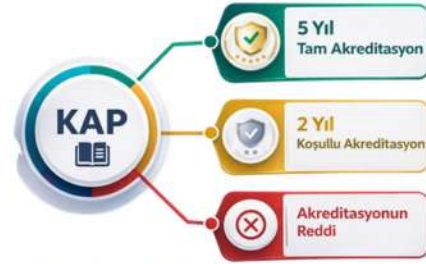 KAP
5 Yıl
Tam Akreditasyon
2 Yıl
Koşullu Akreditasyon
Akreditasyonun
Reddi